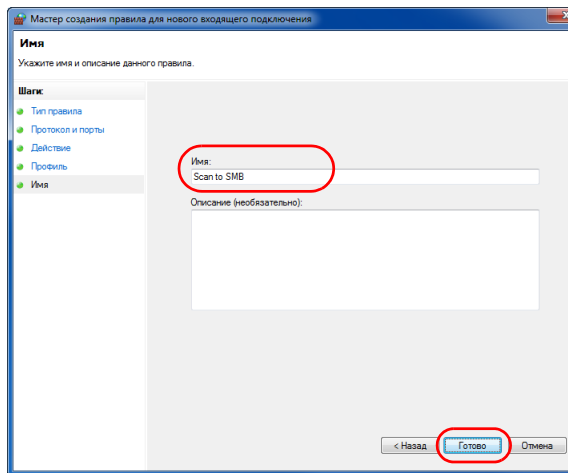 Мастер создания правила для нового входящего подключения
Имя
Укажите имя и описание данного правила.
Шаги:
Тип правила
Протокол и порты
Действие
Профиль
Имя
Имя:
Scan to SMB
Описание (необязательно):
< Назад Готово Отмена